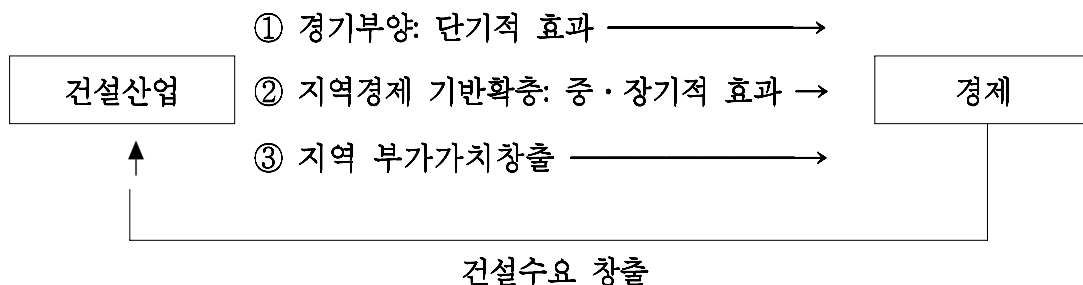 ① 경기부양: 단기적 효과
건설산업
② 지역경제 기반확충: 중·장기적 효과
경제
③ 지역 부가가치창출
건설수요 창출